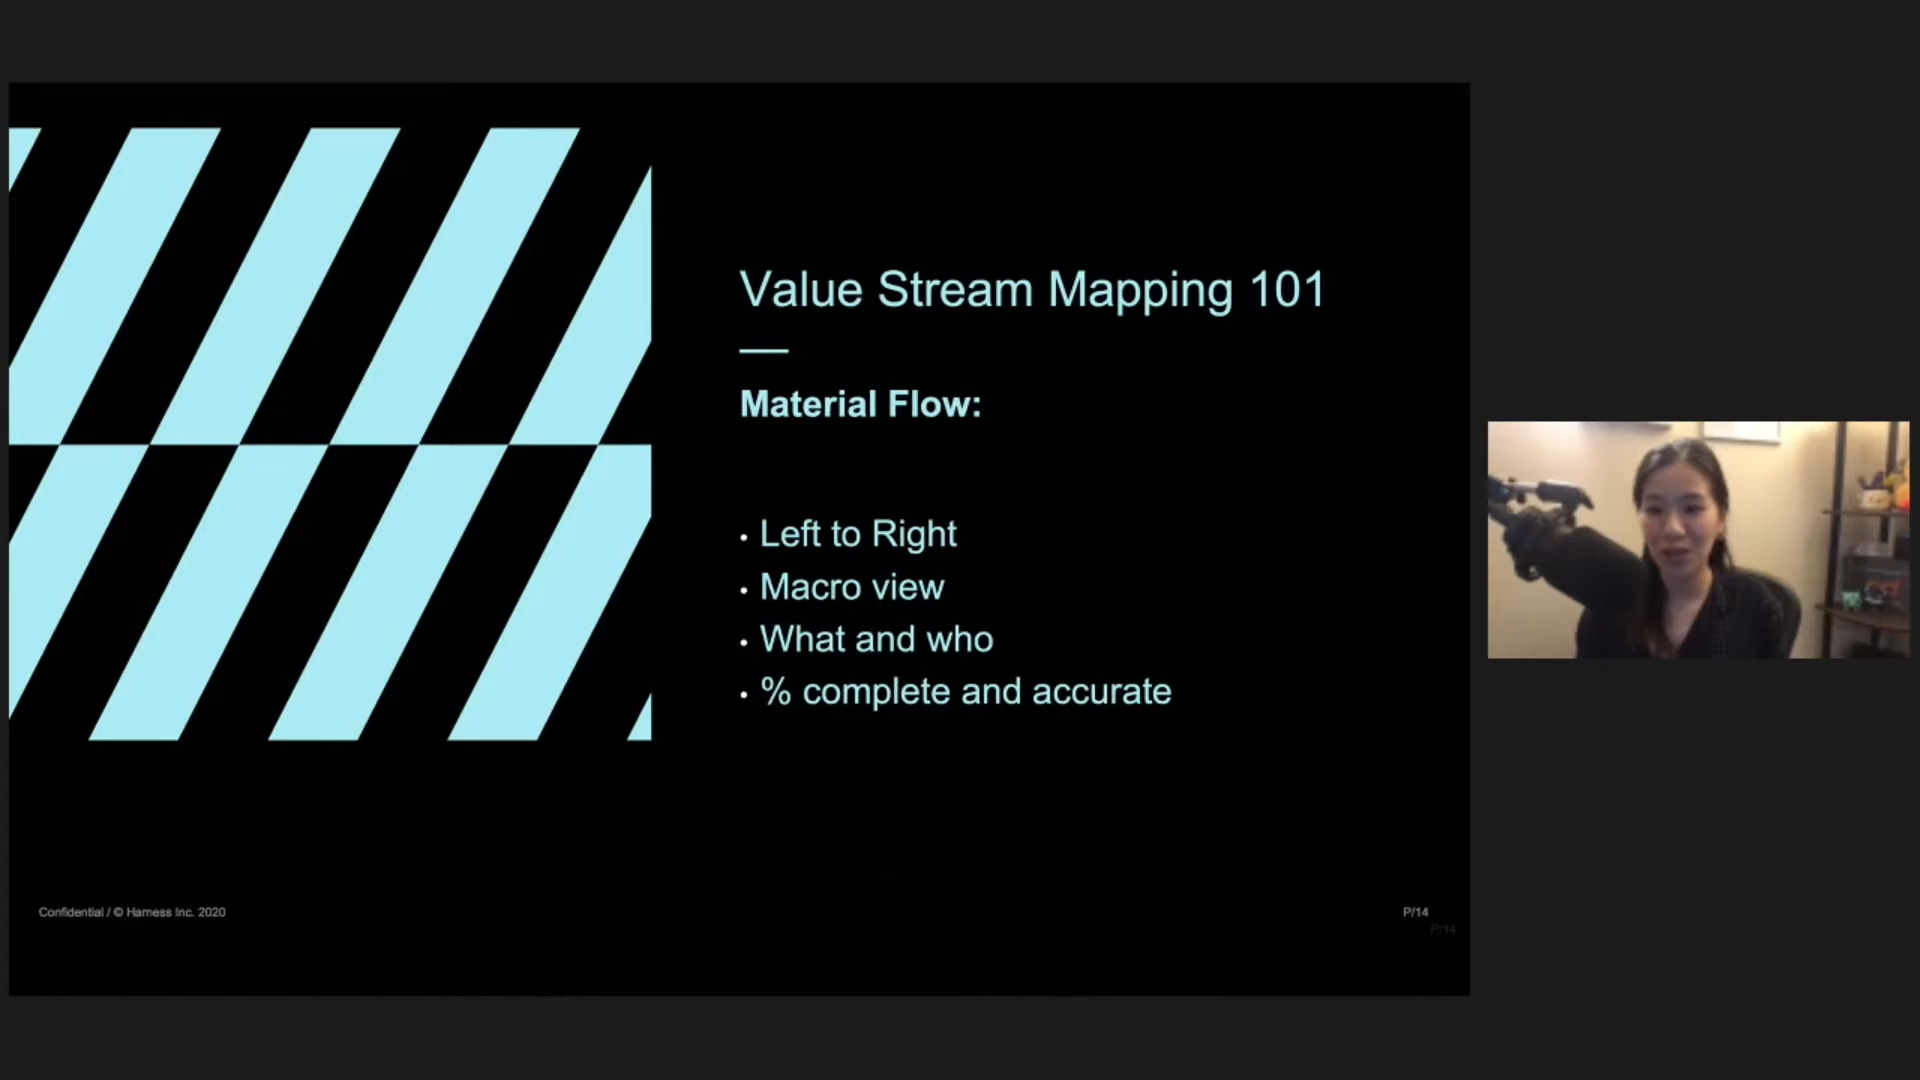 Value Stream Mapping 101
Material Flow:
• Left to Right
• Macro view
• What and who
• % complete and accurate
Confidential / © Harness Inc. 2020
P/14
P/14